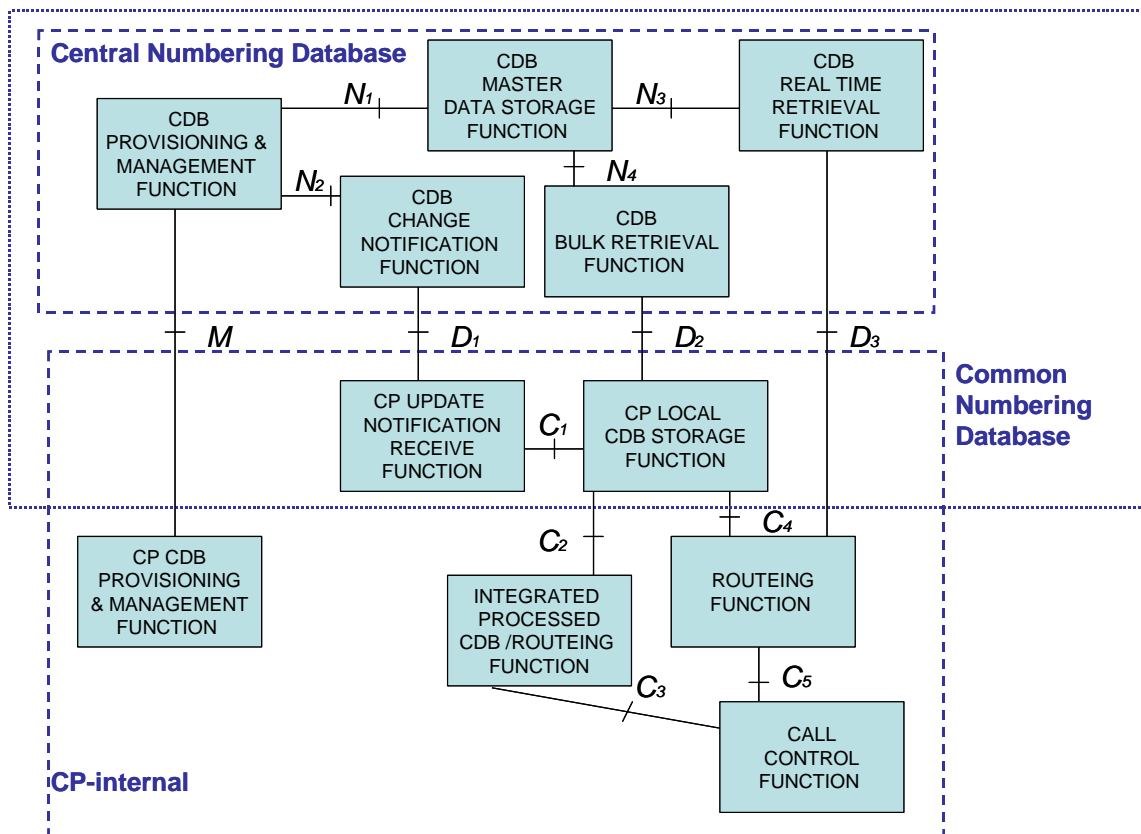 Central Numbering Database
CDB
MASTER
DATA STORAGE
FUNCTION
CDB
REAL TIME
RETRIEVAL
FUNCTION
N1
N3
CDB
PROVISIONING &
MANAGEMENT
FUNCTION
N2
N4
CDB
CHANGE
NOTIFICATION
FUNCTION
CDB
BULK RETRIEVAL
FUNCTION
M
D1
D2
D3
Common
Numbering
Database
CP UPDATE
NOTIFICATION
RECEIVE
FUNCTION
C1
CP LOCAL
CDB STORAGE
FUNCTION
C2
C4
CP CDB
PROVISIONING
& MANAGEMENT
FUNCTION
INTEGRATED
PROCESSED
CDB /ROUTEING
FUNCTION
ROUTEING
FUNCTION
C3
C5
CALL
CONTROL
FUNCTION
CP-internal